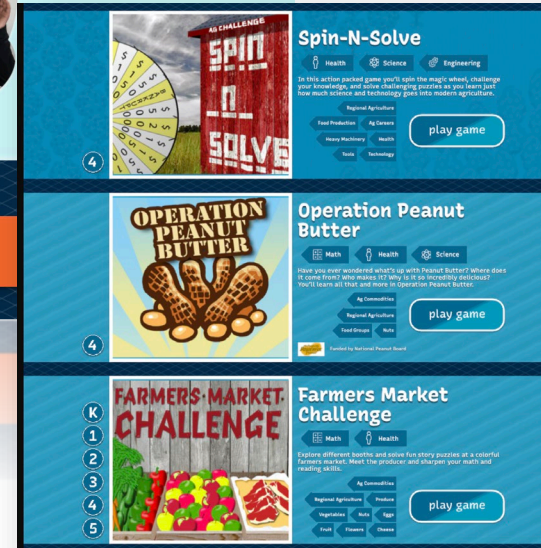 AG CHALLENGE
SPIN
n
SOLVE
4
Spin-N-Solve
Health
Science
Engineering
In this action packed game you'll spin the magic wheel, challenge
your knowledge, and solve challenging puzzles as you learn just
how much science and technology goes into modern agriculture.
Regional Agriculture
Food Production
Ag Careers
Heavy Machinery
Health
Tools
Technology
play game
OPERATION
PEANUT
BUTTER
4
Operation Peanut
Butter
Math
Health
Science
Have you ever wondered what's up with Peanut Butter? Where does
it come from? Who makes it? Why is it so incredibly delicious?
You'll learn all that and more in Operation Peanut Butter.
Ag Commodities
Regional Agriculture
Food Groups
Nuts
Funded by National Peanut Board
play game
FARMERS·MARKET·
CHALLENGE
K
1
2
3
4
5
Farmers Market
Challenge
Math
Health
Explore different booths and solve fun story puzzles at a colorful
farmers market. Meet the producer and sharpen your math and
reading skills.
Ag Commodities
Regional Agriculture
Produce
Vegetables
Nuts
Eggs
Fruit
Flowers
Cheese
play game